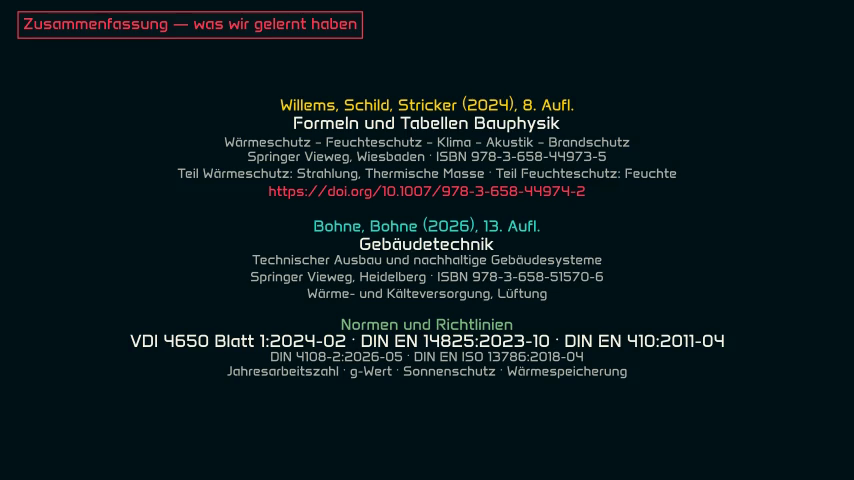 Zusammenfassung — was wir gelernt haben
Willems, Schild, Stricker (2024), 8. Aufl.
Formeln und Tabellen Bauphysik
Wärmeschutz – Feuchteschutz – Klima – Akustik – Brandschutz
Springer Vieweg, Wiesbaden · ISBN 978-3-658-44973-5
Teil Wärmeschutz: Strahlung, Thermische Masse · Teil Feuchteschutz: Feuchte
https://doi.org/10.1007/978-3-658-44974-2
Bohne, Bohne (2026), 13. Aufl.
Gebäudetechnik
Technischer Ausbau und nachhaltige Gebäudesysteme
Springer Vieweg, Heidelberg · ISBN 978-3-658-51570-6
Wärme- und Kälteversorgung, Lüftung
Normen und Richtlinien
VDI 4650 Blatt 1:2024-02 · DIN EN 14825:2023-10 · DIN EN 410:2011-04
DIN 4108-2:2026-05 · DIN EN ISO 13786:2018-04
Jahresarbeitszahl · g-Wert · Sonnenschutz · Wärmespeicherung